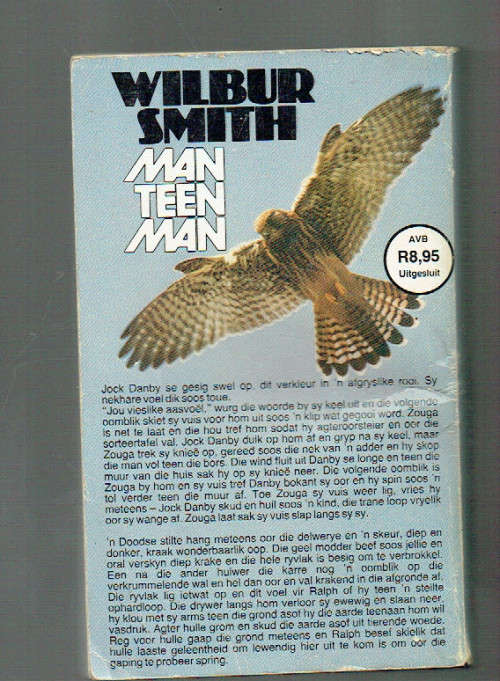 WILBUR
SMITH
MAN
TEEN
MAN
AVB
R8,95
Uitgesluit
Jock Danby se gesig swel op, dit verkleur in 'n afgryslike rooi. Sy
nekhare voel dik soos toue.
"Jou vieslike aasvoël," wurg die woorde by sy keel uit en die volgende
oomblik skiet sy vuis voor hom uit soos 'n klip wat gegooi word. Zouga
is net te laat en die hou tref hom sodat hy agteroorsteier en oor die
sorteertafel val. Jock Danby duik op hom af en gryp na sy keel, maar
Zouga trek sy knieë op, gereed soos die nek van 'n adder en hy skop
die man vol teen die bors. Die wind fluit uit Danby se longe en teen die
muur van die huis sak hy op sy knieë neer. Die volgende oomblik is
Zouga by hom en sy vuis tref Danby bokant sy oor en hy spin soos 'n
tol verder teen die muur af. Toe Zouga sy vuis weer lig, vries hy
meteens – Jock Danby skud en huil soos 'n kind, die trane loop vryelik
oor sy wange af. Zouga laat sak sy vuis slap langs sy sy.
'n Doodse stilte hang meteens oor die delwerye en 'n skeur, diep en
donker, kraak wonderbaarlik oop. Die geel modder beef soos jellie en
oral verskyn diep krake en die hele ryvlak is besig om te verbrokkel.
Een na die ander huiwer die karre nog 'n oomblik op die
verkrummelende wal en hel dan oor en val krakend in die afgronde af.
Die ryvlak lig ietwat op en dit voel vir Ralph of hy teen 'n steilte
ophardloop. Die drywer langs hom verloor sy ewewig en slaan neer,
hy klou met sy arms teen die grond asof hy die aarde teenaan hom wil
vasdruk. Agter hulle grom en skud die aarde asof uit tierende woede.
Reg voor hulle gaap die grond meteens en Ralph besef skielik dat
hulle laaste geleentheid om lewendig hier uit te kom is om oor die
gaping te probeer spring.